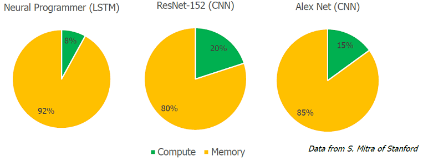 Neural Programmer (LSTM)
ResNet-152 (CNN)
Alex Net (CNN)
8%
92%
20%
80%
15%
85%
Compute
Memory
Data from S. Mitra of Stanford